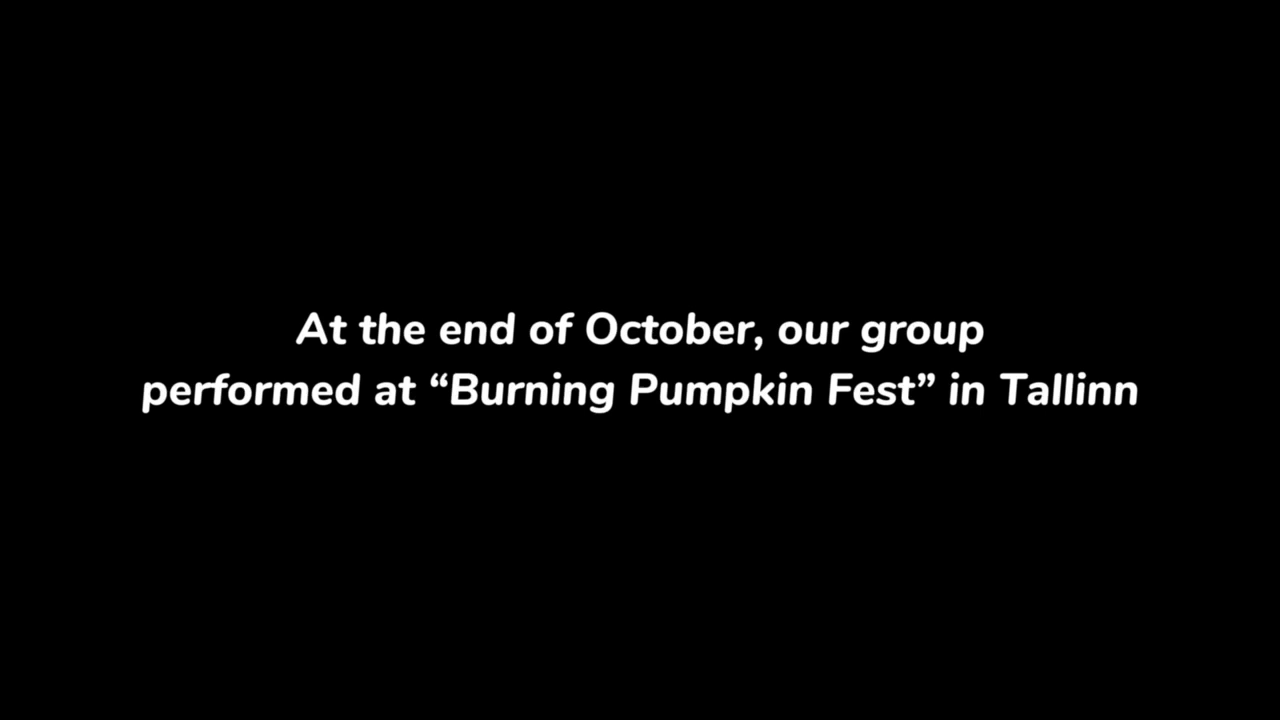 At the end of October, our group
performed at “Burning Pumpkin Fest” in Tallinn